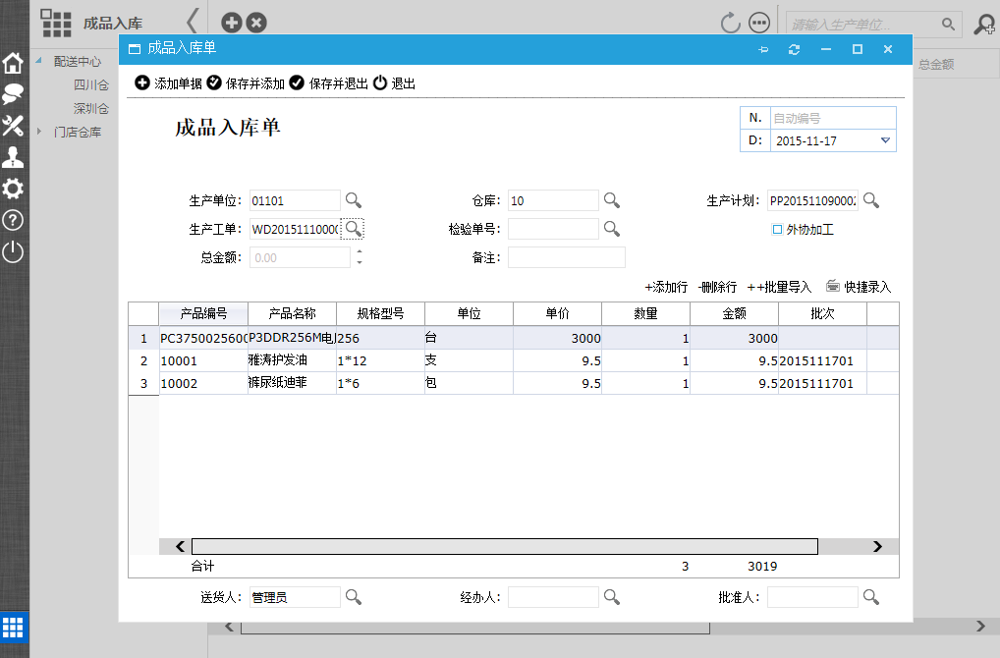 成品入库
请输入生产单位...
成品入库单
配送中心
四川仓
深圳仓
门店仓库
总金额
添加单据 保存并添加 保存并退出 退出
成品入库单
N. 自动编号
D: 2015-11-17
生产单位: 01101 仓库: 10 生产计划: PP2015110900
生产工单: WD2015111000 检验单号: 外协加工
总金额: 0.00 备注:
+添加行 -删除行 ++批量导入 快捷录入
产品编号 产品名称 规格型号 单位 单价 数量 金额 批次
1 PC3750025600 P3DDR256M电 256 台 3000 1 3000
2 10001 雅涛护发油 1*12 支 9.5 1 9.5 2015111701
3 10002 裤尿纸迪菲 1*6 包 9.5 1 9.5 2015111701
合计 3 3019
送货人: 管理员 经办人: 批准人: